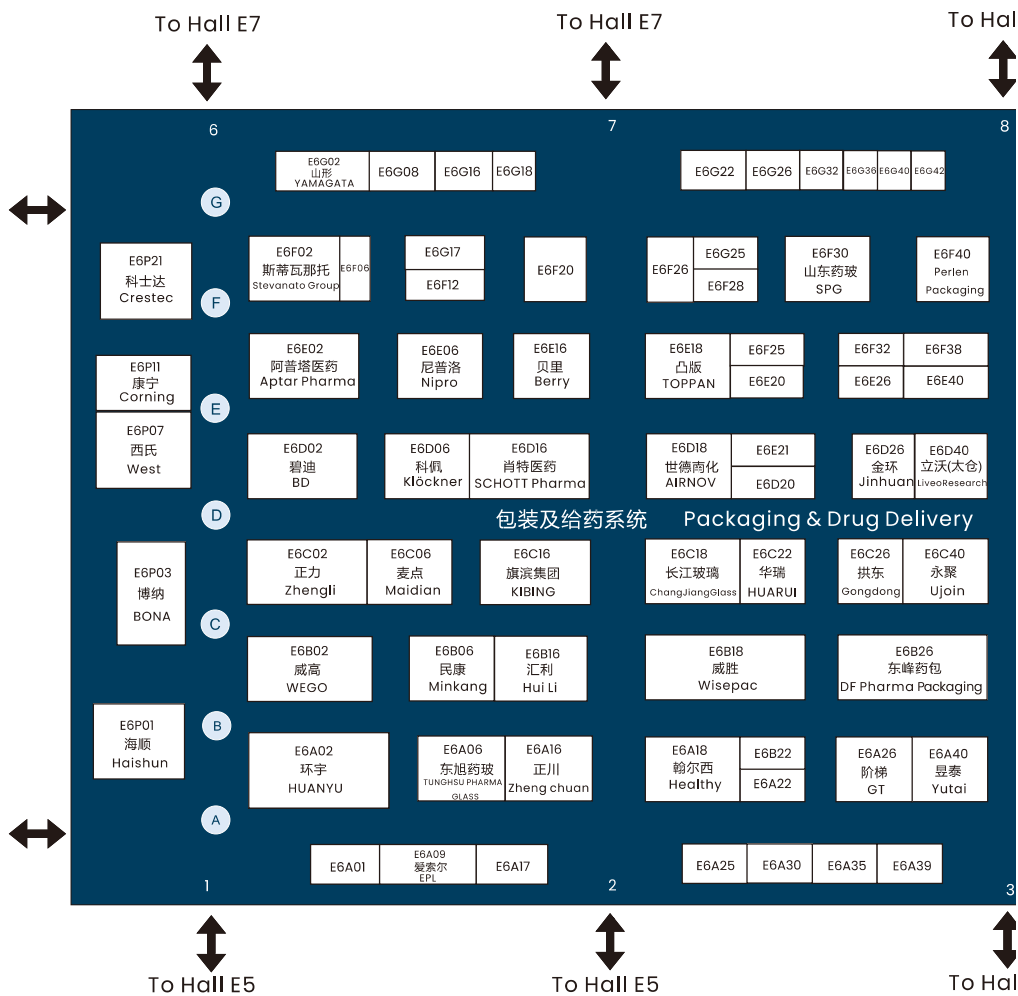 To Hall E7
To Hall E7
To Hal
6
7
8
E6G02
山形
YAMAGATA
E6G08
E6G16
E6G18
E6G22
E6G26
E6G32
E6G36
E6G40
E6G42
G
E6P21
科士达
Crestec
E6F02
斯蒂瓦那托
Stevanato Group
E6F06
E6G17
E6F12
E6F20
E6F26
E6G25
E6F28
E6F30
山东药玻
SPG
E6F40
Perlen
Packaging
F
E6P11
康宁
Corning
E6E02
阿普塔医药
Aptar Pharma
E6E06
尼普洛
Nipro
E6E16
贝里
Berry
E6E18
凸版
TOPPAN
E6F25
E6E20
E6F32
E6F38
E6E26
E6E40
E
E6P07
西氏
West
E6D02
碧迪
BD
E6D06
科佩
Klöckner
E6D16
肖特医药
SCHOTT Pharma
E6D18
世德南化
AIRNOV
E6E21
E6D20
E6D26
金环
Jinhuan
E6D40
立沃(太仓)
LiveoResearch
D
包装及给药系统 Packaging & Drug Delivery
E6P03
博纳
BONA
E6C02
正力
Zhengli
E6C06
麦点
Maidian
E6C16
旗滨集团
KIBING
E6C18
长江玻璃
ChangJiangGlass
E6C22
华瑞
HUARUI
E6C26
拱东
Gongdong
E6C40
永聚
Ujoin
C
E6B02
威高
WEGO
E6B06
民康
Minkang
E6B16
汇利
Hui Li
E6B18
威胜
Wisepac
E6B26
东峰药包
DF Pharma Packaging
E6P01
海顺
Haishun
B
E6A02
环宇
HUANYU
E6A06
东旭药玻
TUNGHSU PHARMA
GLASS
E6A16
正川
Zheng chuan
E6A18
翰尔西
Healthy
E6B22
E6A22
E6A26
阶梯
GT
E6A40
昱泰
Yutai
A
E6A01
E6A09
爱索尔
EPL
E6A17
E6A25
E6A30
E6A35
E6A39
1
2
3
To Hall E5
To Hall E5
To Hal